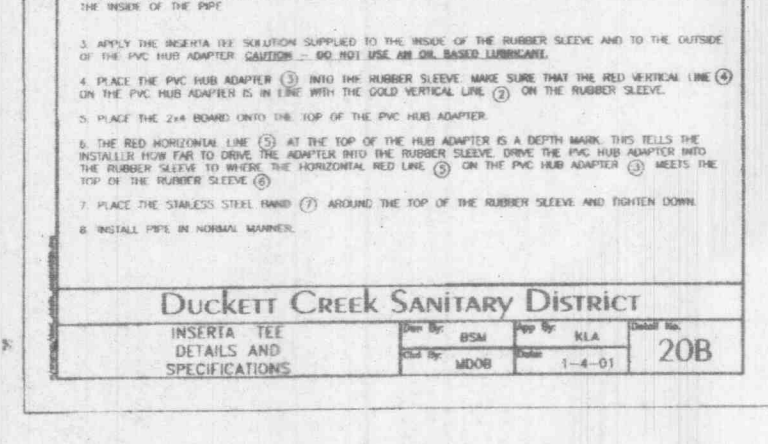 THE INSIDE OF THE PIPE
3. APPLY THE INSERTA TEE SOLUTION SUPPLIED TO THE INSIDE OF THE RUBBER SLEEVE AND TO THE OUTSIDE
OF THE PVC HUB ADAPTER CAUTION - DO NOT USE AN OIL BASED LUBRICANT.
4. PLACE THE PVC HUB ADAPTER (3) INTO THE RUBBER SLEEVE. MAKE SURE THAT THE RED VERTICAL LINE (4)
ON THE PVC HUB ADAPTER IS IN LINE WITH THE GOLD VERTICAL LINE (2) ON THE RUBBER SLEEVE.
5. PLACE THE 2x4 BOARD ONTO THE TOP OF THE PVC HUB ADAPTER.
6. THE RED HORIZONTAL LINE (5) AT THE TOP OF THE HUB ADAPTER IS A DEPTH MARK. THIS TELLS THE
INSTALLER HOW FAR TO DRIVE THE ADAPTER INTO THE RUBBER SLEEVE. DRIVE THE PVC HUB ADAPTER INTO
THE RUBBER SLEEVE TO WHERE THE HORIZONTAL RED LINE (5) ON THE PVC HUB ADAPTER (3) MEETS THE
TOP OF THE RUBBER SLEEVE (6)
7. PLACE THE STAINLESS STEEL BAND (7) AROUND THE TOP OF THE RUBBER SLEEVE AND TIGHTEN DOWN.
8. INSTALL PIPE IN NORMAL MANNER.
DUCKETT CREEK SANITARY DISTRICT
INSERTA TEE
DETAILS AND
SPECIFICATIONS
Dwn By: BSM
App By: KLA
Detail No.
20B
Ckd By: MDOB
Date: 1-4-01